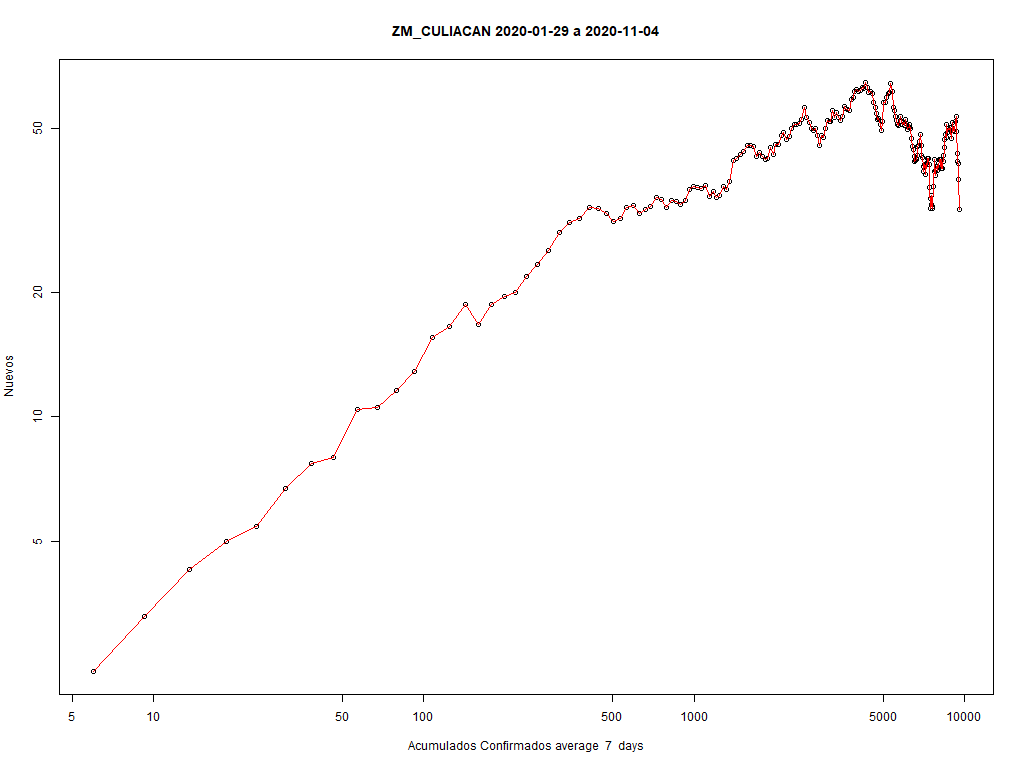 ZM_CULIACAN 2020-01-29 a 2020-11-04
50
20
10
5
Nuevos
5 10 50 100 500 1000 5000 10000
Acumulados Confirmados average 7 days